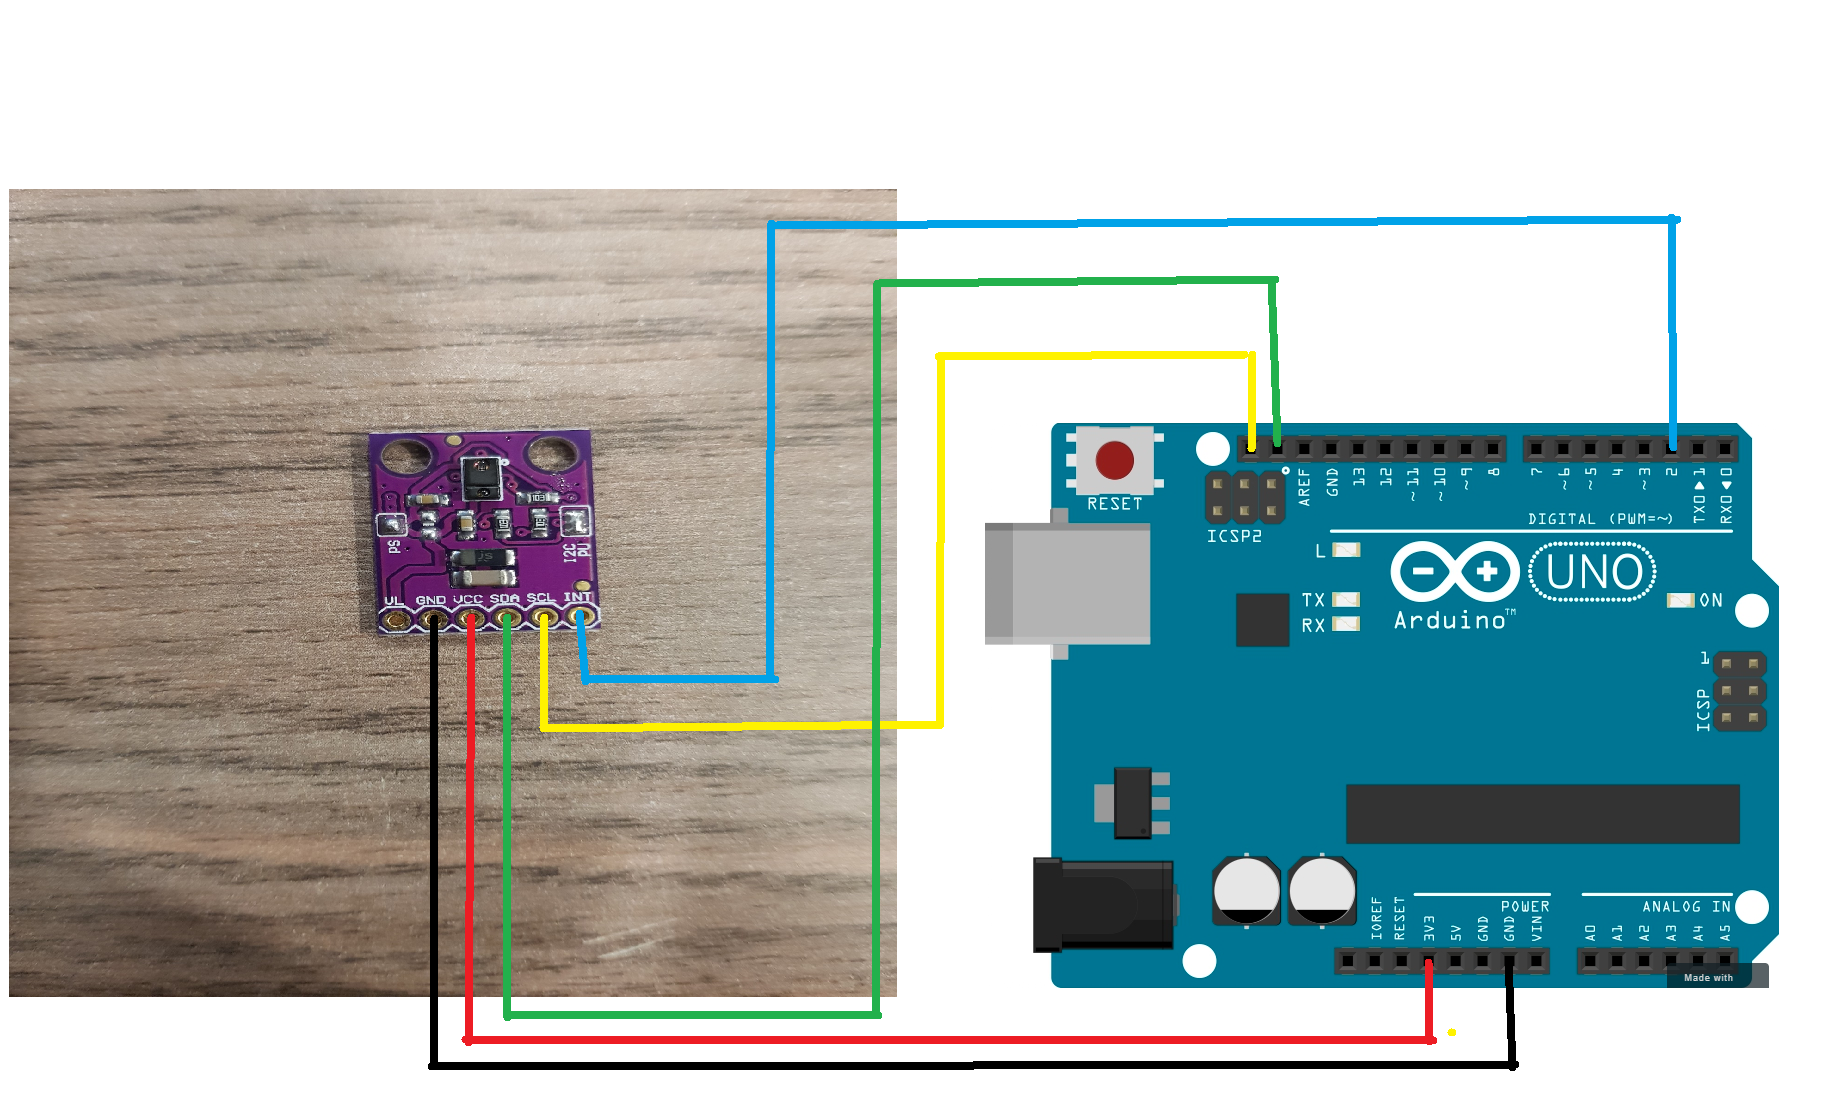 PS
I2C
PU
VL GND VCC SDA SCL INT
RESET
ICSP2
AREF
GND
13
12
~11
~10
~9
8
7
~6
~5
4
~3
2
TX0 ▶ 1
RX0 ◀ 0
DIGITAL (PWM=~)
L
TX
RX
UNO
Arduino™
ON
1
ICSP
IOREF
RESET
3V3
5V
GND
GND
VIN
POWER
ANALOG IN
A0
A1
A2
A3
A4
A5
Made with